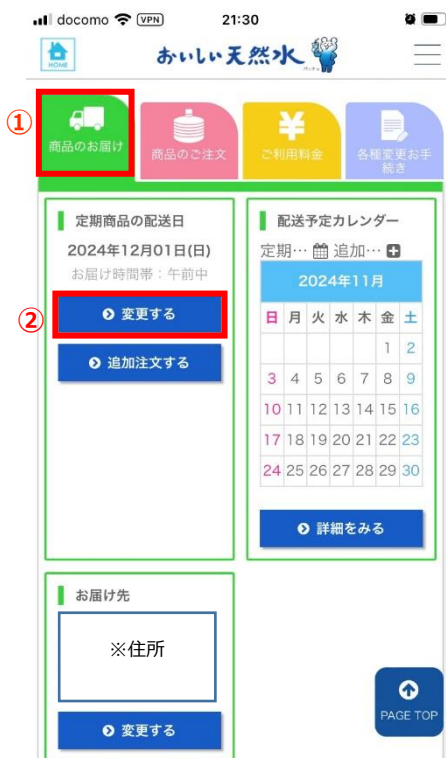 docomo VPN 21:30
HOME おいしい天然水
①
商品のお届け
商品のご注文
ご利用料金
各種変更お手
続き
定期商品の配送日
2024年12月01日(日)
お届け時間帯：午前中
②
変更する
追加注文する
配送予定カレンダー
定期… 追加…
2024年11月
日 月 火 水 木 金 土
1 2
3 4 5 6 7 8 9
10 11 12 13 14 15 16
17 18 19 20 21 22 23
24 25 26 27 28 29 30
詳細をみる
お届け先
※住所
変更する
PAGE TOP